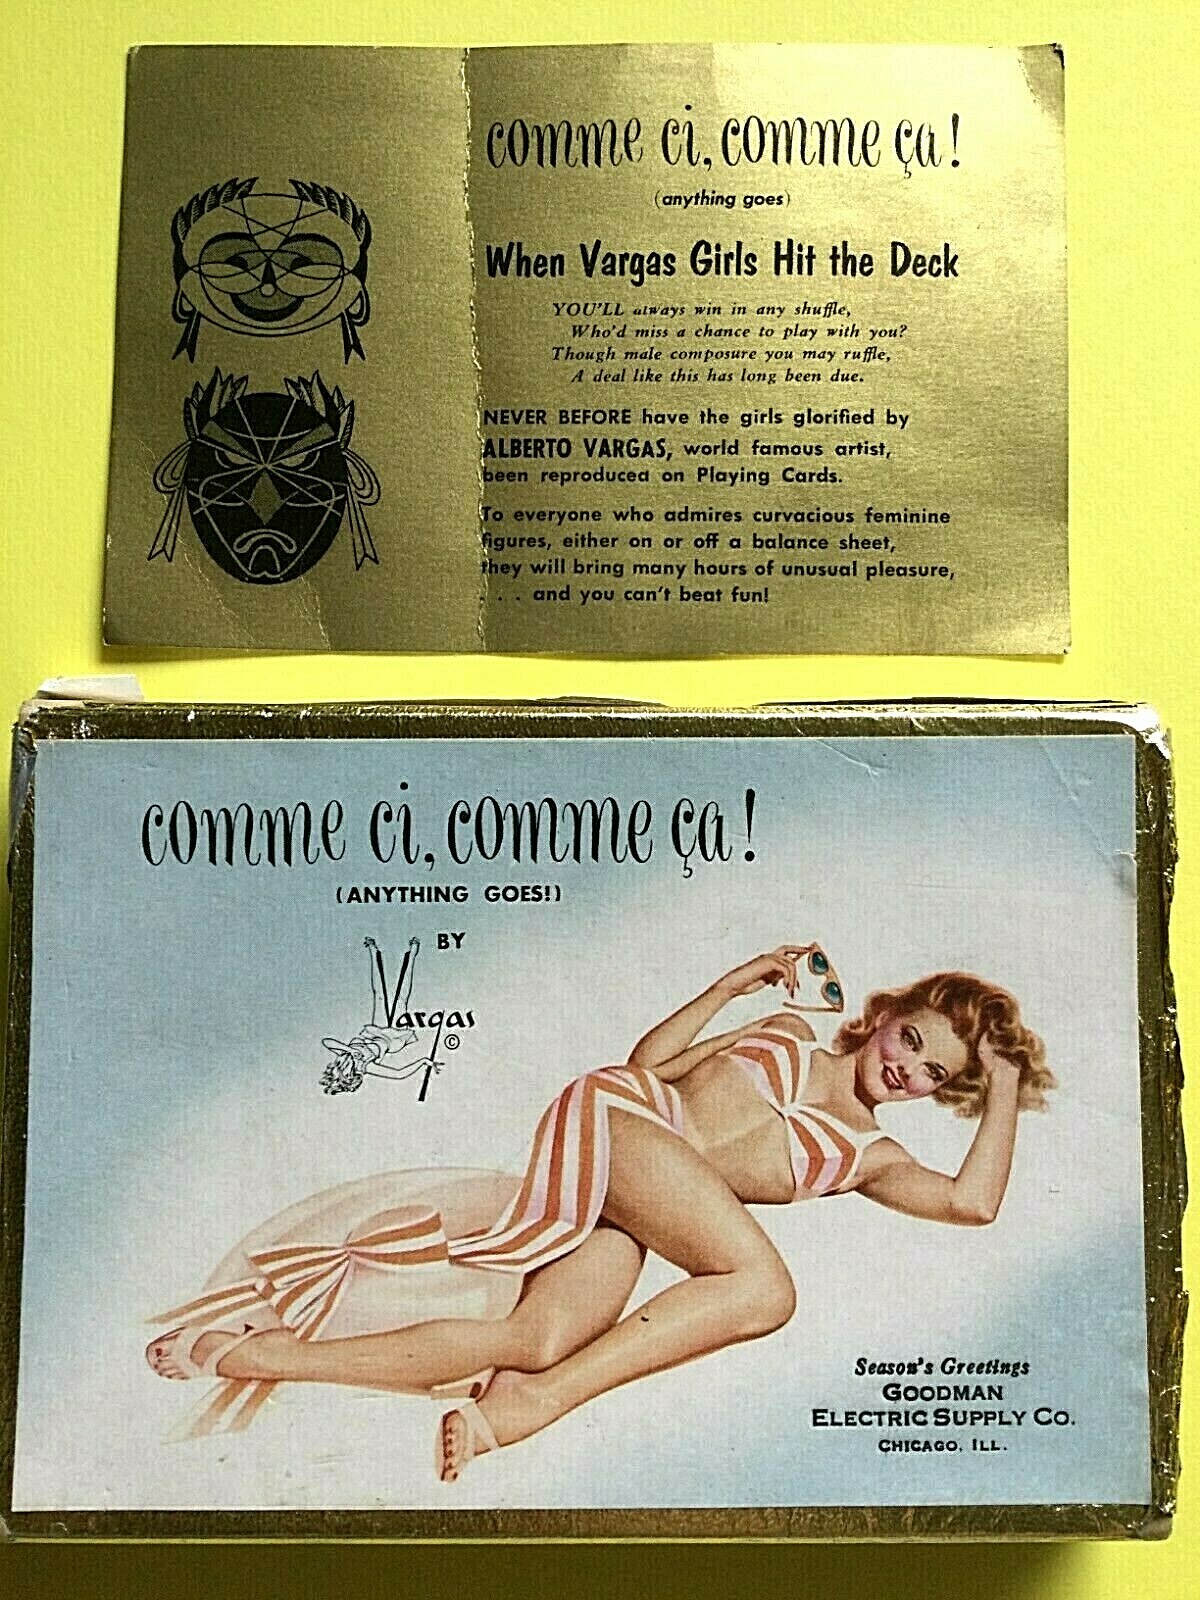 comme ci, comme ça!
(anything goes)
When Vargas Girls Hit the Deck
YOU'LL always win in any shuffle,
Who'd miss a chance to play with you?
Though male composure you may ruffle,
A deal like this has long been due.
NEVER BEFORE have the girls glorified by
ALBERTO VARGAS, world famous artist,
been reproduced on Playing Cards.
To everyone who admires curvacious feminine
figures, either on or off a balance sheet,
they will bring many hours of unusual pleasure,
. . . and you can't beat fun!
comme ci, comme ça!
(ANYTHING GOES!)
BY
Vargas
©
Season's Greetings
GOODMAN
ELECTRIC SUPPLY CO.
CHICAGO, ILL.